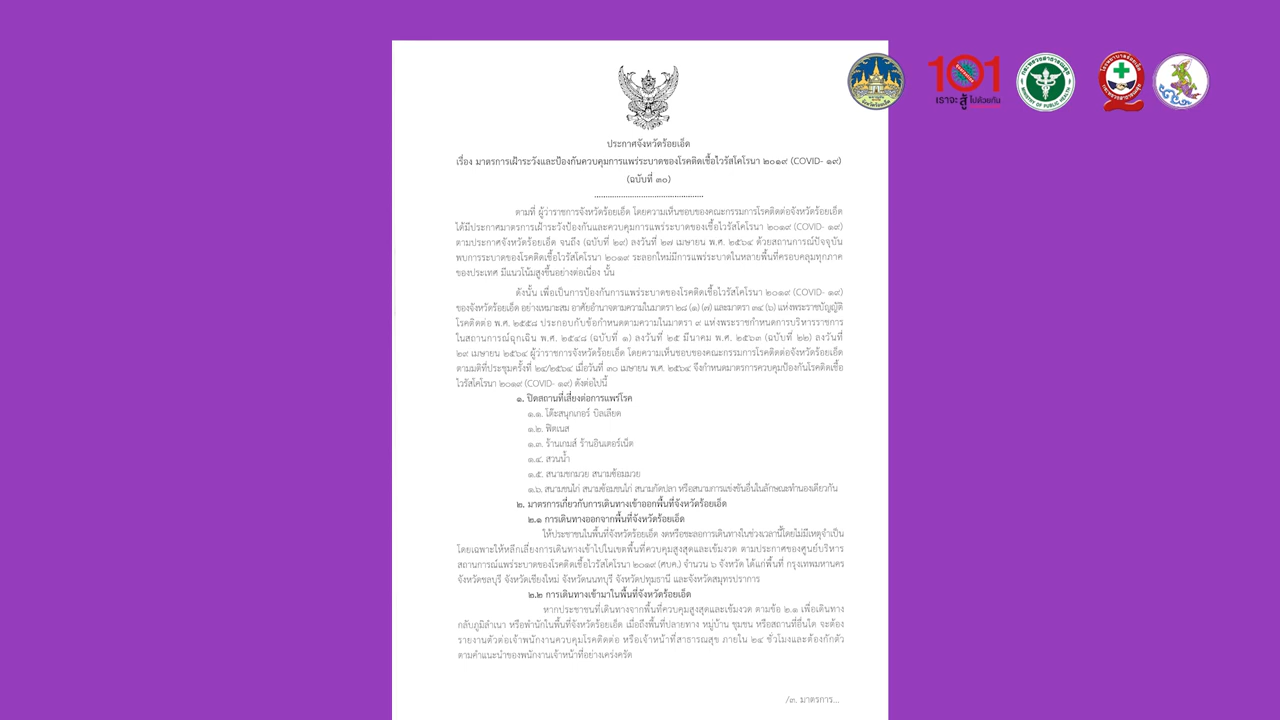 ประกาศจังหวัดร้อยเอ็ด
เรื่อง มาตรการเฝ้าระวังและป้องกันควบคุมการแพร่ระบาดของโรคติดเชื้อไวรัสโคโรนา ๒๐๑๙ (COVID- ๑๙)
(ฉบับที่ ๓๐)
ตามที่ ผู้ว่าราชการจังหวัดร้อยเอ็ด โดยความเห็นชอบของคณะกรรมการโรคติดต่อจังหวัดร้อยเอ็ด
ได้มีประกาศมาตรการเฝ้าระวังป้องกันและควบคุมการแพร่ระบาดของเชื้อไวรัสโคโรนา ๒๐๑๙ (COVID- ๑๙)
ตามประกาศจังหวัดร้อยเอ็ด จนถึง (ฉบับที่ ๒๙) ลงวันที่ ๒๗ เมษายน พ.ศ. ๒๕๖๔ ด้วยสถานการณ์ปัจจุบัน
พบการระบาดของโรคติดเชื้อไวรัสโคโรนา ๒๐๑๙ ระลอกใหม่มีการแพร่ระบาดในหลายพื้นที่ครอบคลุมทุกภาค
ของประเทศ มีแนวโน้มสูงขึ้นอย่างต่อเนื่อง นั้น
ดังนั้น เพื่อเป็นการป้องกันการแพร่ระบาดของโรคติดเชื้อไวรัสโคโรนา ๒๐๑๙ (COVID- ๑๙)
ของจังหวัดร้อยเอ็ด อย่างเหมาะสม อาศัยอำนาจตามความในมาตรา ๒๘ (๑) (๗) และมาตรา ๓๔ (๖) แห่งพระราชบัญญัติ
โรคติดต่อ พ.ศ. ๒๕๕๘ ประกอบกับข้อกำหนดตามความในมาตรา ๙ แห่งพระราชกำหนดการบริหารราชการ
ในสถานการณ์ฉุกเฉิน พ.ศ. ๒๕๔๘ (ฉบับที่ ๑) ลงวันที่ ๒๕ มีนาคม พ.ศ. ๒๕๖๓ (ฉบับที่ ๒๒) ลงวันที่
๒๙ เมษายน ๒๕๖๔ ผู้ว่าราชการจังหวัดร้อยเอ็ด โดยความเห็นชอบของคณะกรรมการโรคติดต่อจังหวัดร้อยเอ็ด
ตามมติที่ประชุมครั้งที่ ๒๔/๒๕๖๔ เมื่อวันที่ ๓๐ เมษายน พ.ศ. ๒๕๖๔ จึงกำหนดมาตรการควบคุมป้องกันโรคติดเชื้อ
ไวรัสโคโรนา ๒๐๑๙ (COVID- ๑๙) ดังต่อไปนี้
๑. ปิดสถานที่เสี่ยงต่อการแพร่โรค
๑.๑. โต๊ะสนุกเกอร์ บิลเลียด
๑.๒. ฟิตเนส
๑.๓. ร้านเกมส์ ร้านอินเตอร์เน็ต
๑.๔. สวนน้ำ
๑.๕. สนามชกมวย สนามซ้อมมวย
๑.๖. สนามชนไก่ สนามซ้อมชนไก่ สนามกัดปลา หรือสนามการแข่งขันอื่นในลักษณะทำนองเดียวกัน
๒. มาตรการเกี่ยวกับการเดินทางเข้าออกพื้นที่จังหวัดร้อยเอ็ด
๒.๑ การเดินทางออกจากพื้นที่จังหวัดร้อยเอ็ด
ให้ประชาชนในพื้นที่จังหวัดร้อยเอ็ด งดหรือชะลอการเดินทางในช่วงเวลานี้โดยไม่มีเหตุจำเป็น
โดยเฉพาะให้หลีกเลี่ยงการเดินทางเข้าไปในเขตพื้นที่ควบคุมสูงสุดและเข้มงวด ตามประกาศของศูนย์บริหาร
สถานการณ์แพร่ระบาดของโรคติดเชื้อไวรัสโคโรนา ๒๐๑๙ (ศบค.) จำนวน ๖ จังหวัด ได้แก่พื้นที่ กรุงเทพมหานคร
จังหวัดชลบุรี จังหวัดเชียงใหม่ จังหวัดนนทบุรี จังหวัดปทุมธานี และจังหวัดสมุทรปราการ
๒.๒ การเดินทางเข้ามาในพื้นที่จังหวัดร้อยเอ็ด
หากประชาชนที่เดินทางจากพื้นที่ควบคุมสูงสุดและเข้มงวด ตามข้อ ๒.๑ เพื่อเดินทาง
กลับภูมิลำเนา หรือพำนักในพื้นที่จังหวัดร้อยเอ็ด เมื่อถึงพื้นที่ปลายทาง หมู่บ้าน ชุมชน หรือสถานที่อื่นใด จะต้อง
รายงานตัวต่อเจ้าพนักงานควบคุมโรคติดต่อ หรือเจ้าหน้าที่สาธารณสุข ภายใน ๒๔ ชั่วโมงและต้องกักตัว
ตามคำแนะนำของพนักงานเจ้าหน้าที่อย่างเคร่งครัด
/๓. มาตรการ...
101
เราจะสู้ไปด้วยกัน
กระทรวงสาธารณสุข
MINISTRY OF PUBLIC HEALTH